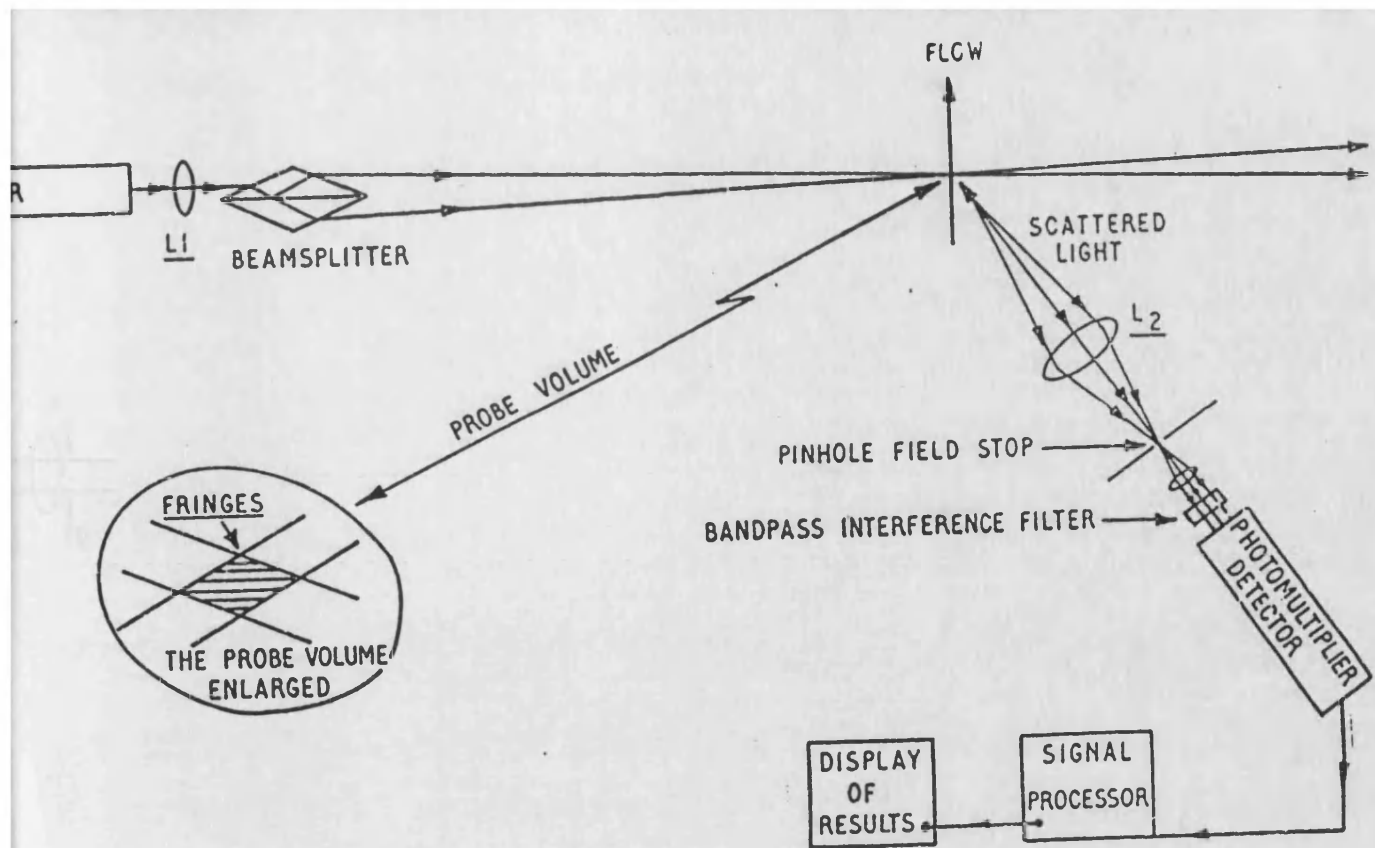 FLOW
R
L1
BEAMSPLITTER
SCATTERED
LIGHT
L2
PROBE VOLUME
PINHOLE FIELD STOP
FRINGES
BANDPASS INTERFERENCE FILTER
PHOTOMULTIPLIER
DETECTOR
THE PROBE VOLUME
ENLARGED
DISPLAY
OF
RESULTS
SIGNAL
PROCESSOR